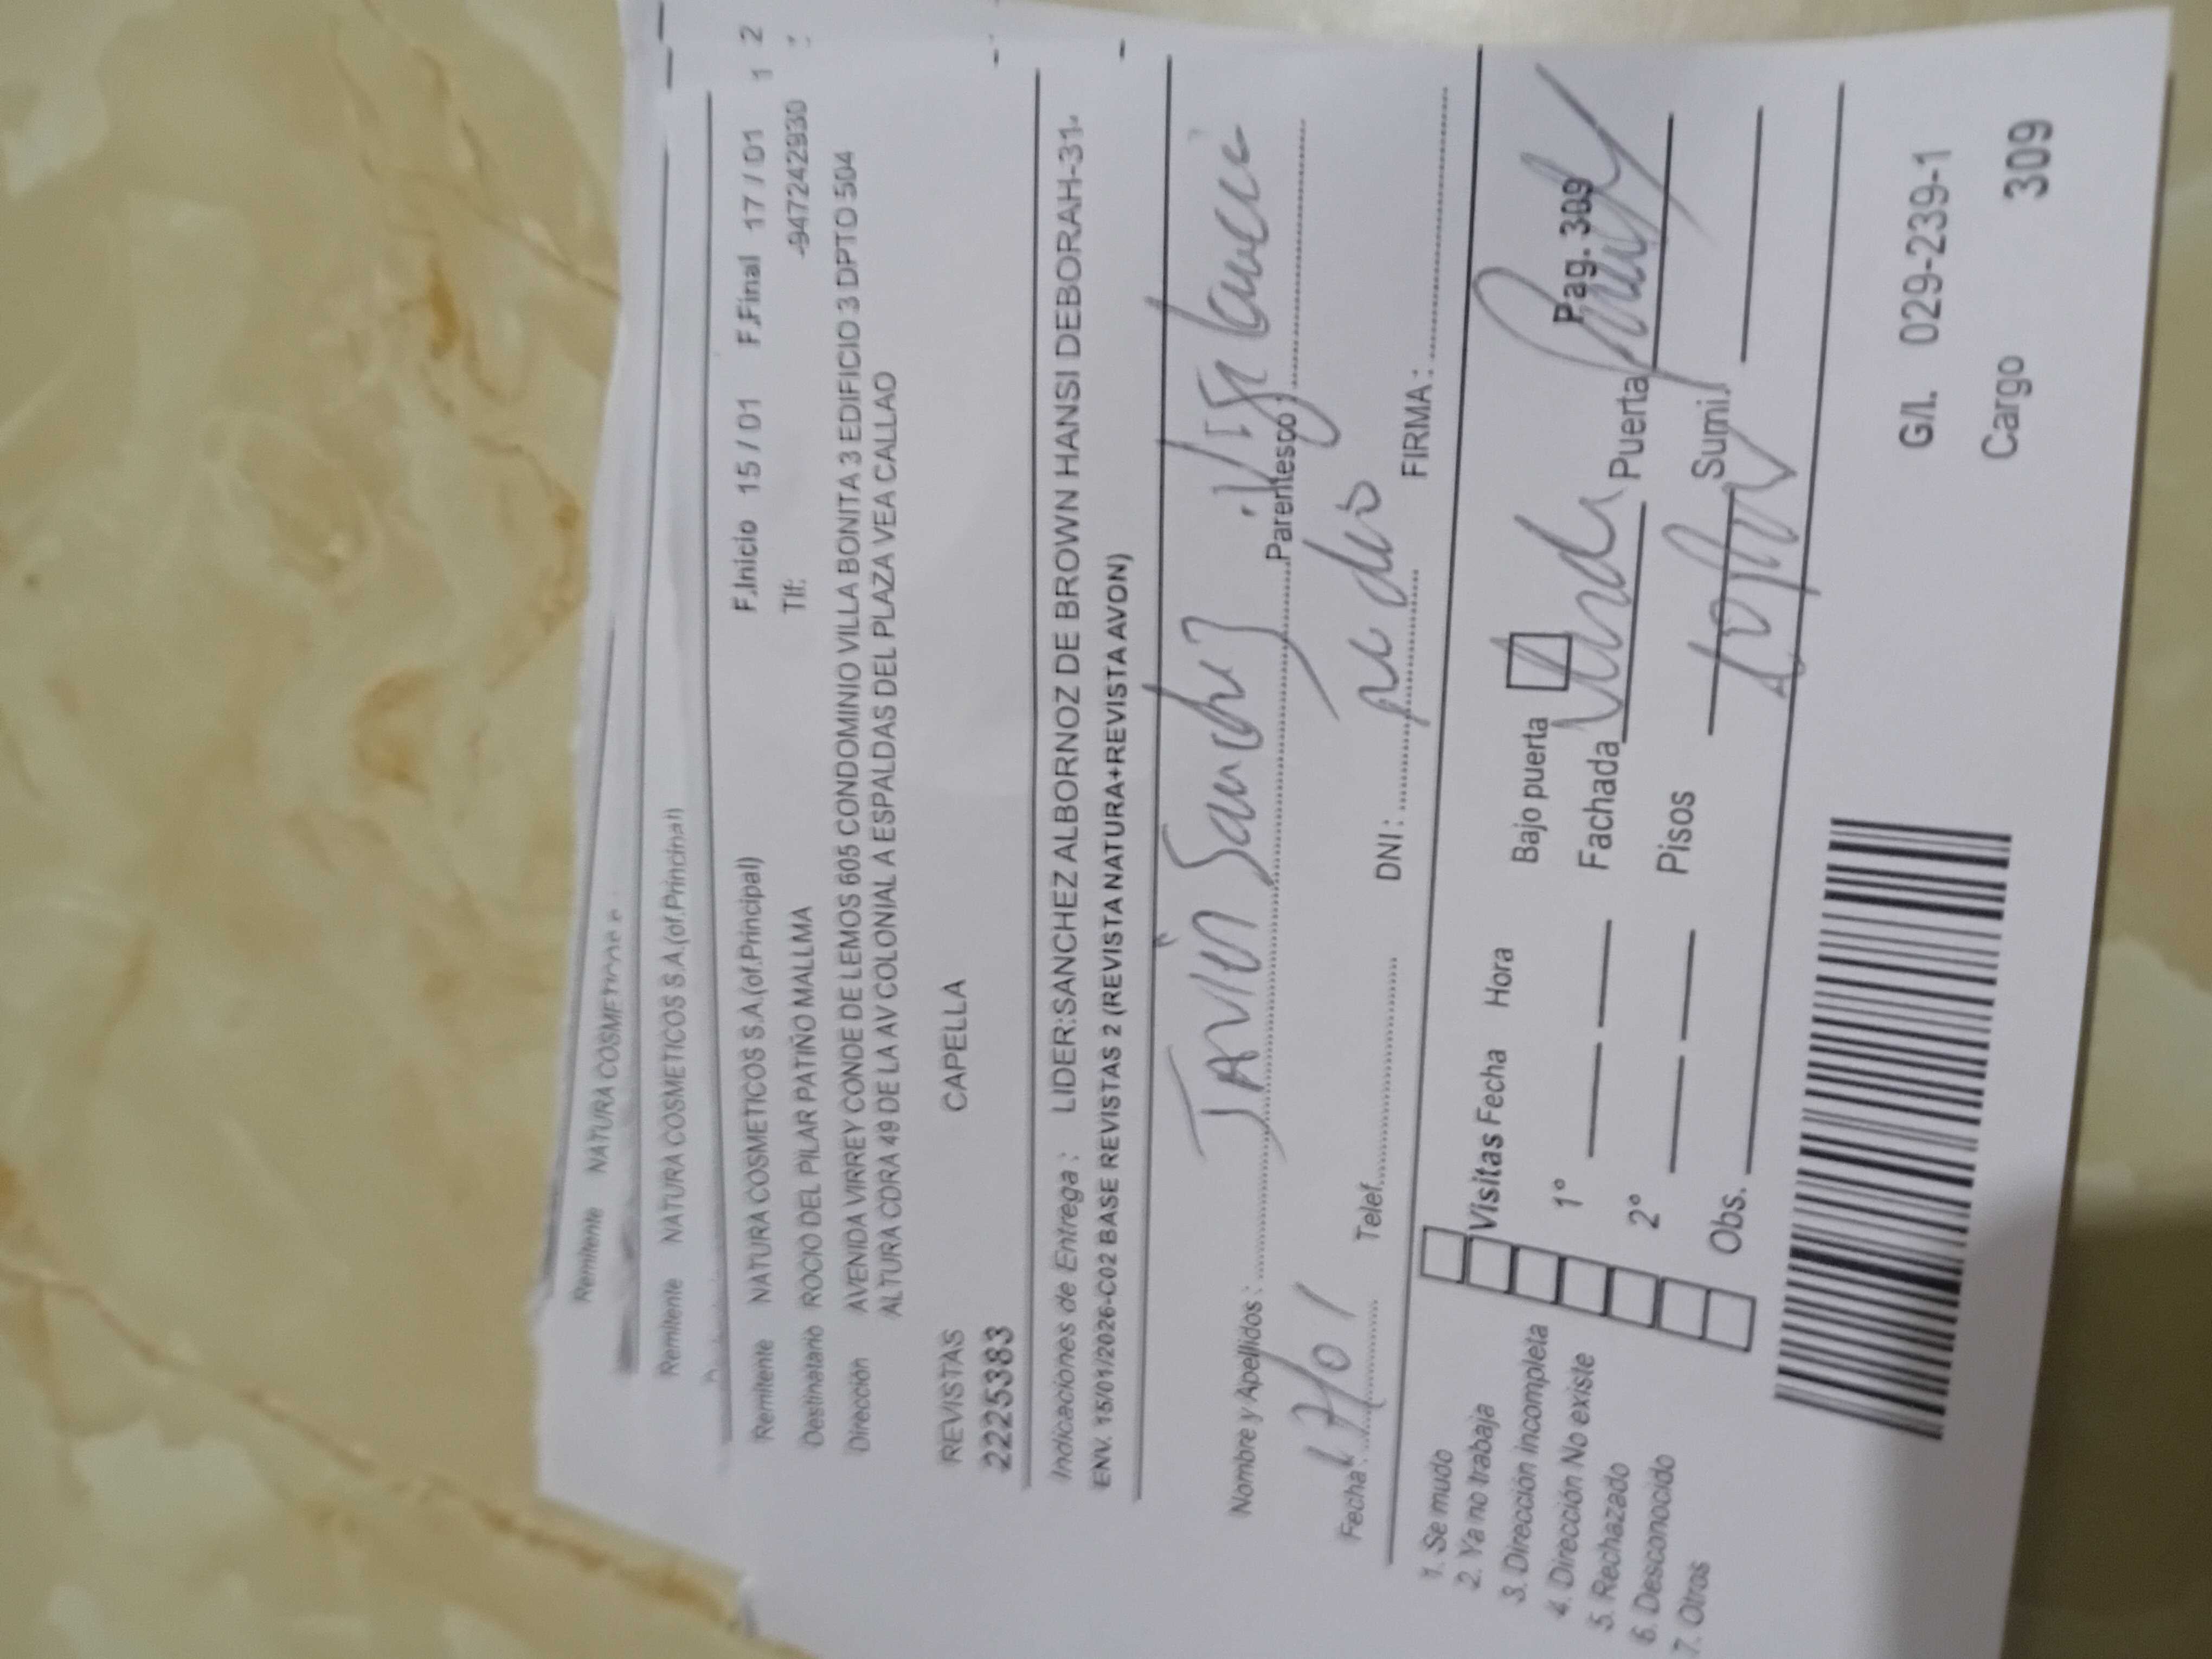 Remitente NATURA COSMETICOS
Remitente NATURA COSMETICOS S.A.(of.Principal)
F.Inicio 15/01 F.Final 17/01 1 2
Remitente NATURA COSMETICOS S.A.(of.Principal) Tlf: -947242930
Destinatario ROCIO DEL PILAR PATIÑO MALLMA
Dirección AVENIDA VIRREY CONDE DE LEMOS 605 CONDOMINIO VILLA BONITA 3 EDIFICIO 3 DPTO 504
ALTURA CDRA 49 DE LA AV COLONIAL A ESPALDAS DEL PLAZA VEA CALLAO
REVISTAS CAPELLA
22225383
Indicaciones de Entrega : LIDER:SANCHEZ ALBORNOZ DE BROWN HANSI DEBORAH-31-
ENV. 15/01/2026-C02 BASE REVISTAS 2 (REVISTA NATURA+REVISTA AVON)
Nombre y Apellidos : JAVIER Sanchez Parentesco : Vigilancia
Fecha : 17/01 Telef. DNI : no dio FIRMA :
1. Se mudo
2. Ya no trabaja
3. Dirección incompleta
4. Dirección No existe
5. Rechazado
6. Desconocido
7. Otros
Visitas Fecha Hora Bajo puerta Pag. 309
1° Fachada Puerta
2° Pisos Sumi.
Obs.
G/l. 029-239-1
Cargo 309